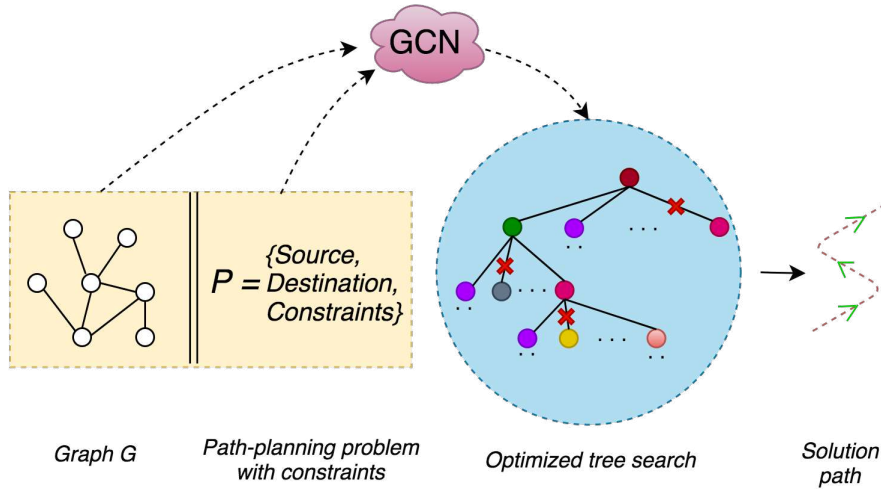 GCN
P = {Source,
Destination,
Constraints}
Graph G
Path-planning problem
with constraints
Optimized tree search
Solution
path